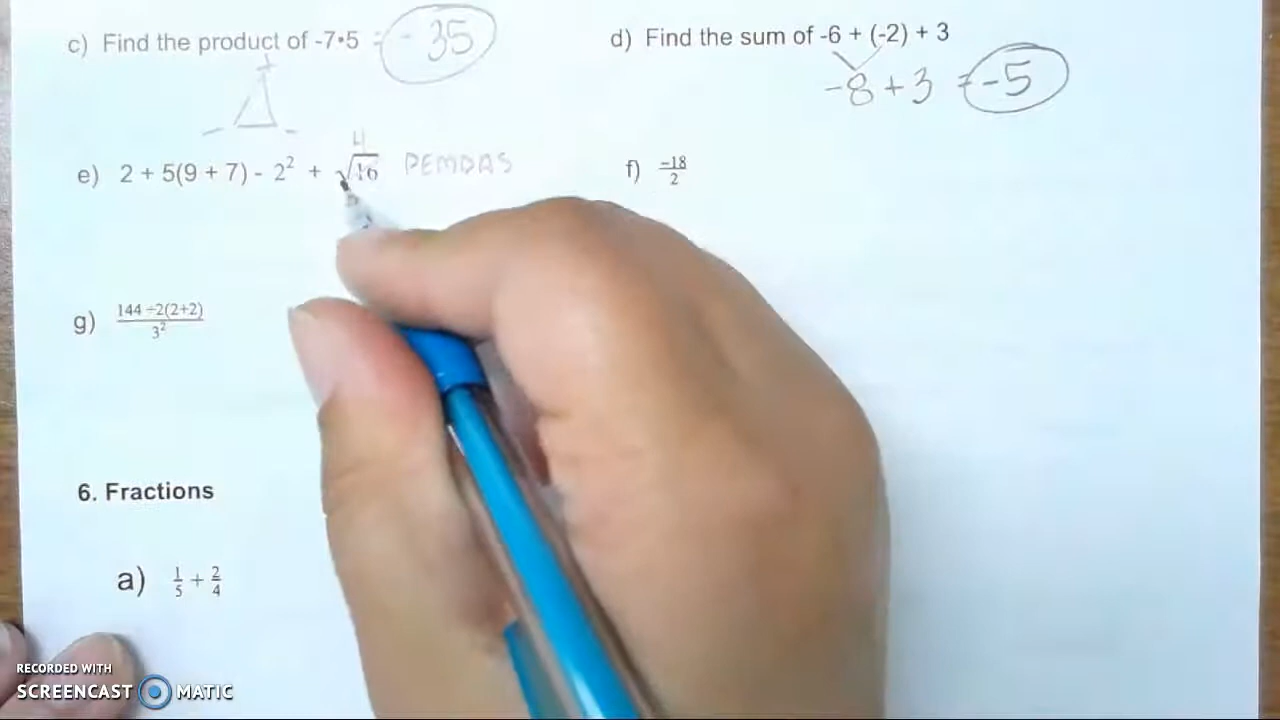 c) Find the product of -7•5 = -35
d) Find the sum of -6 + (-2) + 3
-8 + 3 = -5
+
- -
4
e) 2 + 5(9 + 7) - 2² + √16 PEMDAS
f) -18/2
g) 144 ÷2(2+2)/3²
6. Fractions
a) 1/5 + 2/4
RECORDED WITH
SCREENCAST MATIC